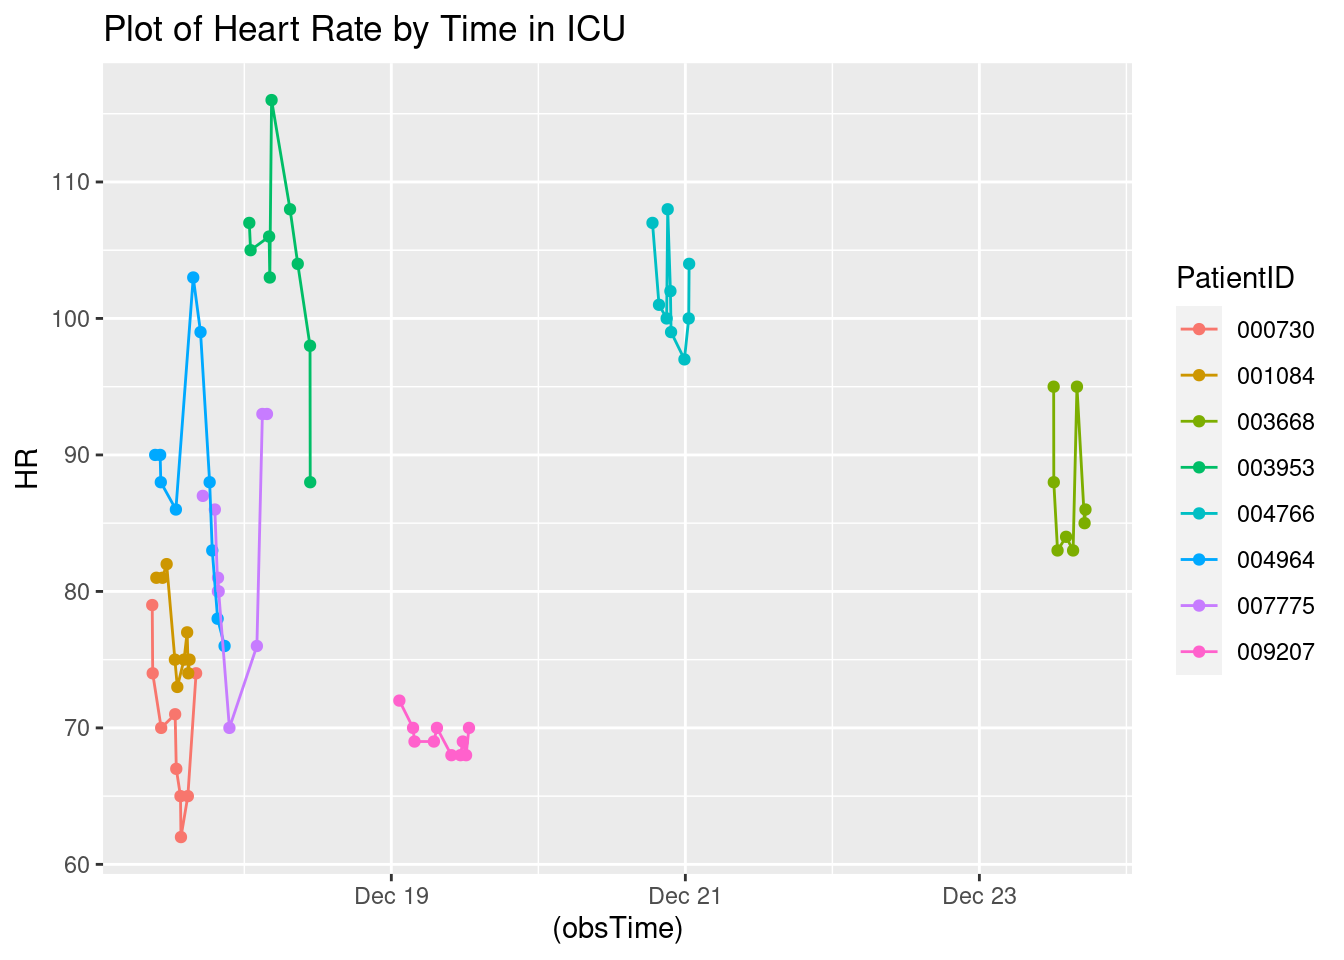 Plot of Heart Rate by Time in ICU
HR
110
100
90
80
70
60
Dec 19
Dec 21
Dec 23
(obsTime)
PatientID
000730
001084
003668
003953
004766
004964
007775
009207